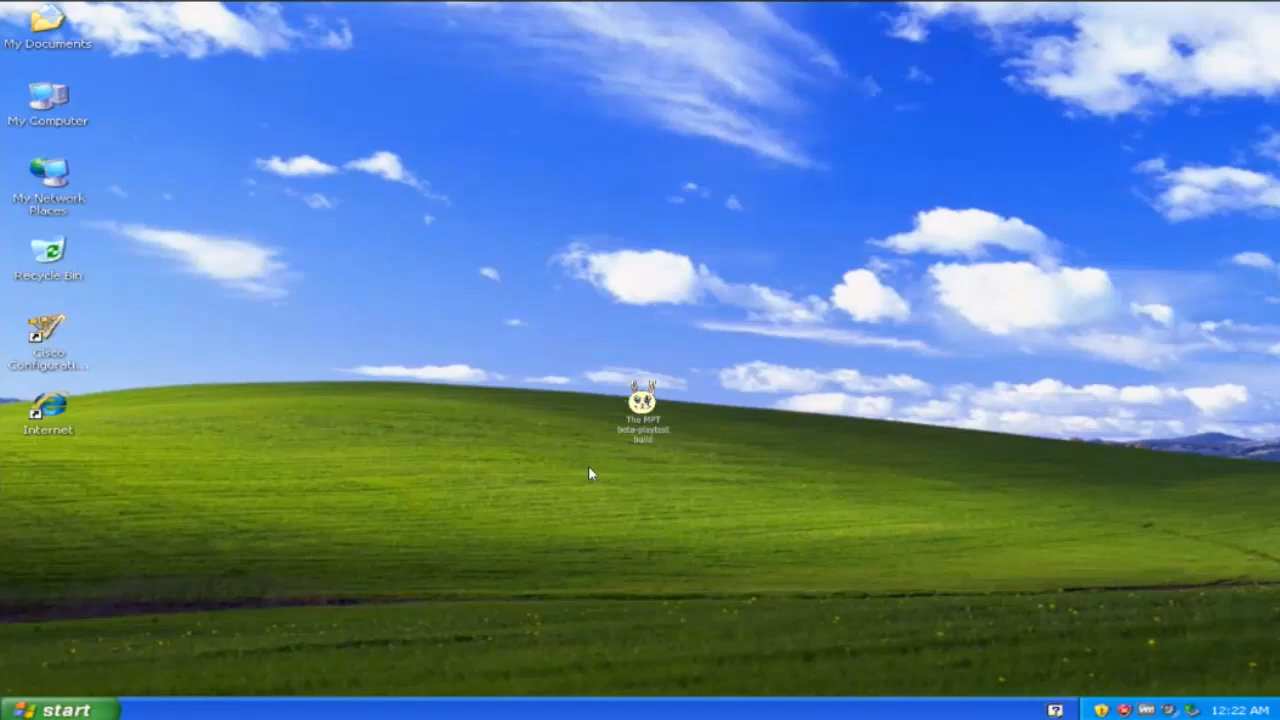 My Documents
My Computer
My Network
Places
Recycle Bin
Cisco
Configurati...
Internet
The MPT
beta-playtest
build
start
12:22 AM